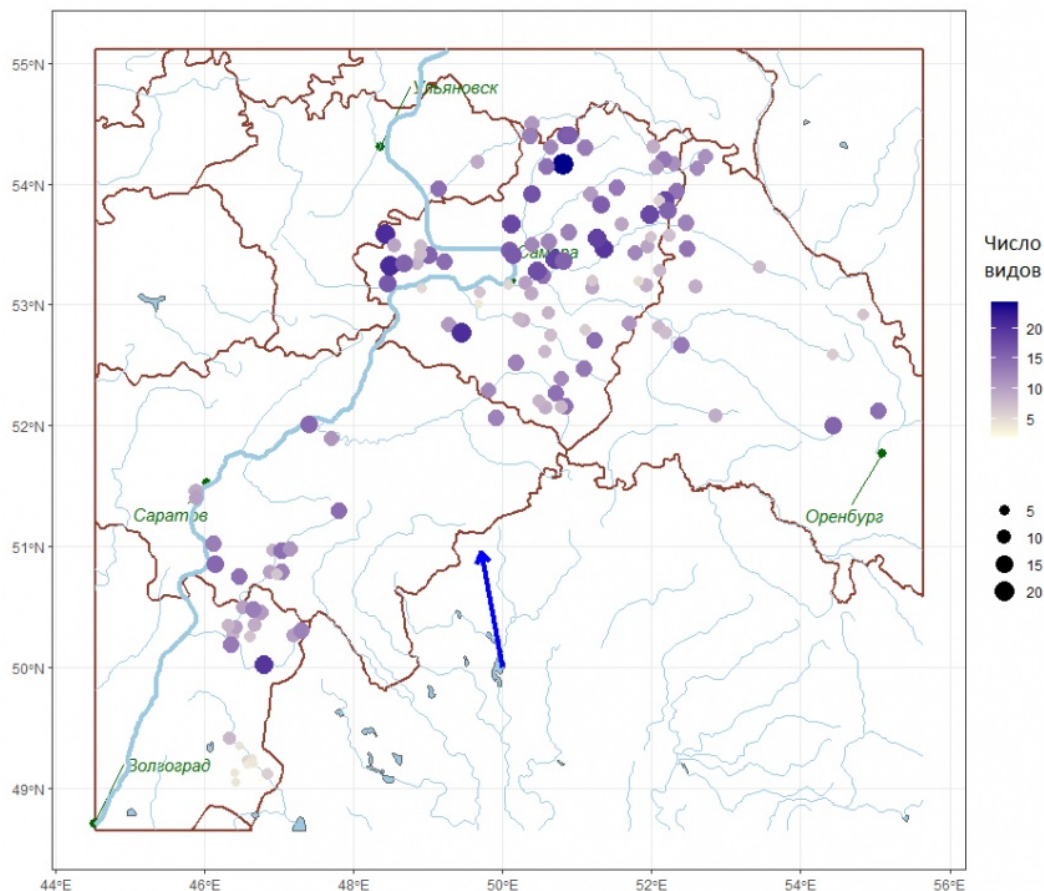 55°N
Ульяновск
54°N
Самара
Число
видов
20
15
10
5
53°N
52°N
5
10
15
20
Саратов
Оренбург
51°N
50°N
Волгоград
49°N
44°E
46°E
48°E
50°E
52°E
54°E
56°E